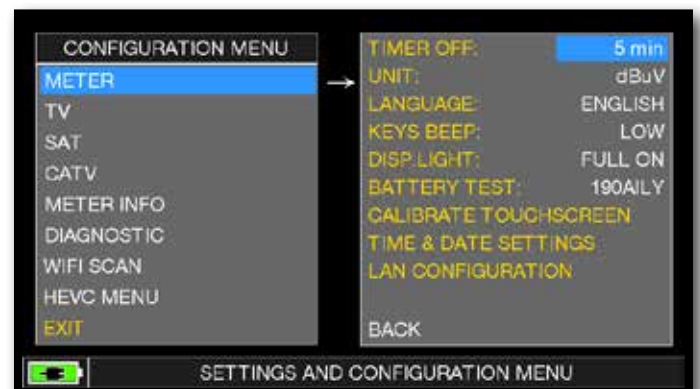 CONFIGURATION MENU
METER
TV
SAT
CATV
METER INFO
DIAGNOSTIC
WIFI SCAN
HEVC MENU
EXIT
TIMER OFF: 5 min
UNIT: dBuV
LANGUAGE: ENGLISH
KEYS BEEP: LOW
DISP.LIGHT: FULL ON
BATTERY TEST: 190AILY
CALIBRATE TOUCHSCREEN
TIME & DATE SETTINGS
LAN CONFIGURATION
BACK
SETTINGS AND CONFIGURATION MENU